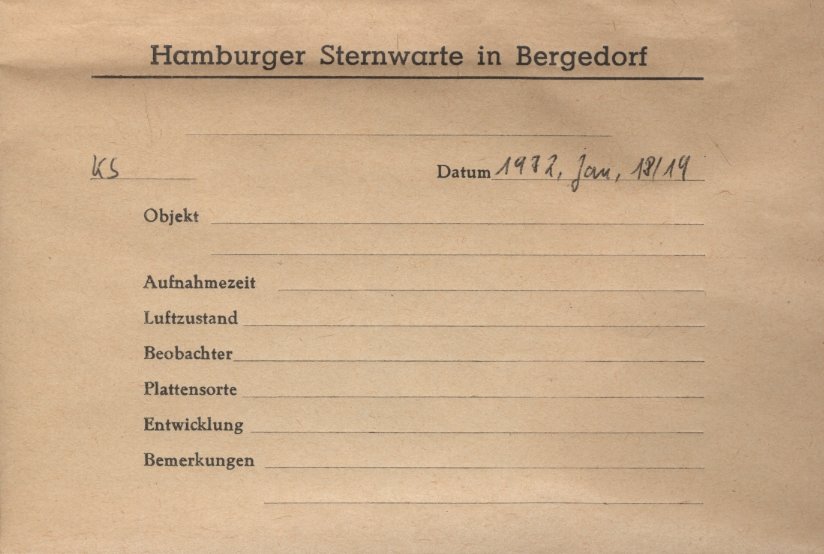 Hamburger Sternwarte in Bergedorf
KS Datum 1972, Jan, 18/19
Objekt
Aufnahmezeit
Luftzustand
Beobachter
Plattensorte
Entwicklung
Bemerkungen